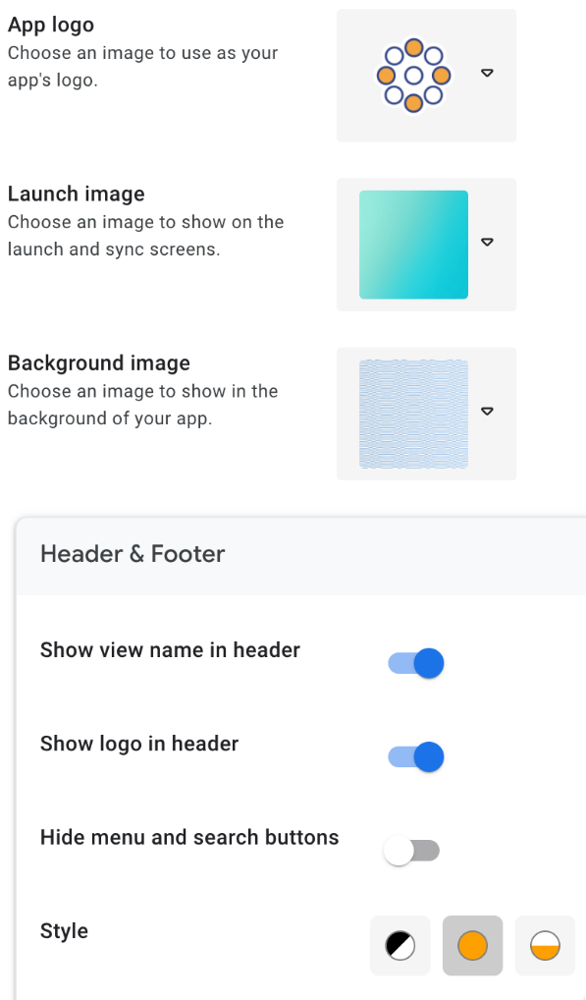 App logo
Choose an image to use as your
app's logo.
Launch image
Choose an image to show on the
launch and sync screens.
Background image
Choose an image to show in the
background of your app.
Header & Footer
Show view name in header
Show logo in header
Hide menu and search buttons
Style